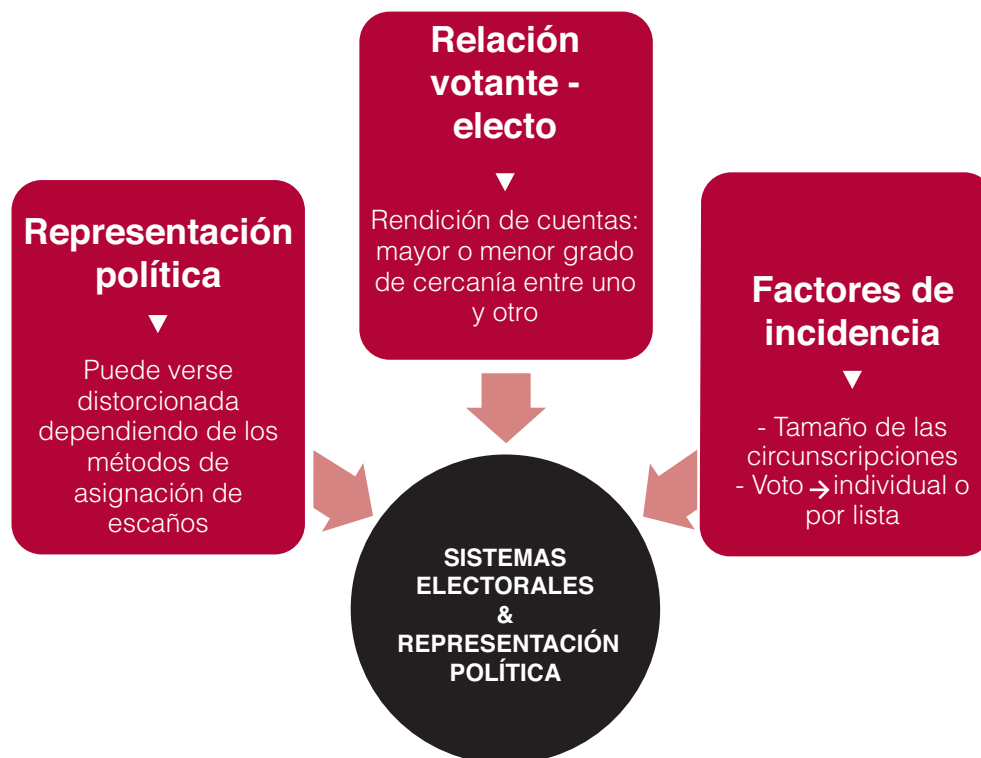 Relación
votante -
electo
▼
Rendición de cuentas:
mayor o menor grado
de cercanía entre uno
y otro
Representación
política
▼
Puede verse
distorcionada
dependiendo de los
métodos de
asignación de
escaños
Factores de
incidencia
▼
- Tamaño de las
circunscripciones
- Voto → individual o
por lista
SISTEMAS
ELECTORALES
&
REPRESENTACIÓN
POLÍTICA